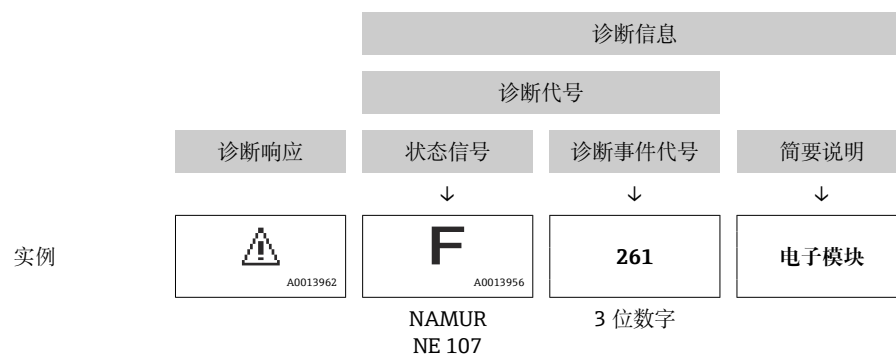 诊断信息
诊断代号
诊断响应 状态信号 诊断事件代号 简要说明
↓ ↓ ↓
实例 A0013962 F A0013956 261 电子模块
NAMUR 3 位数字
NE 107